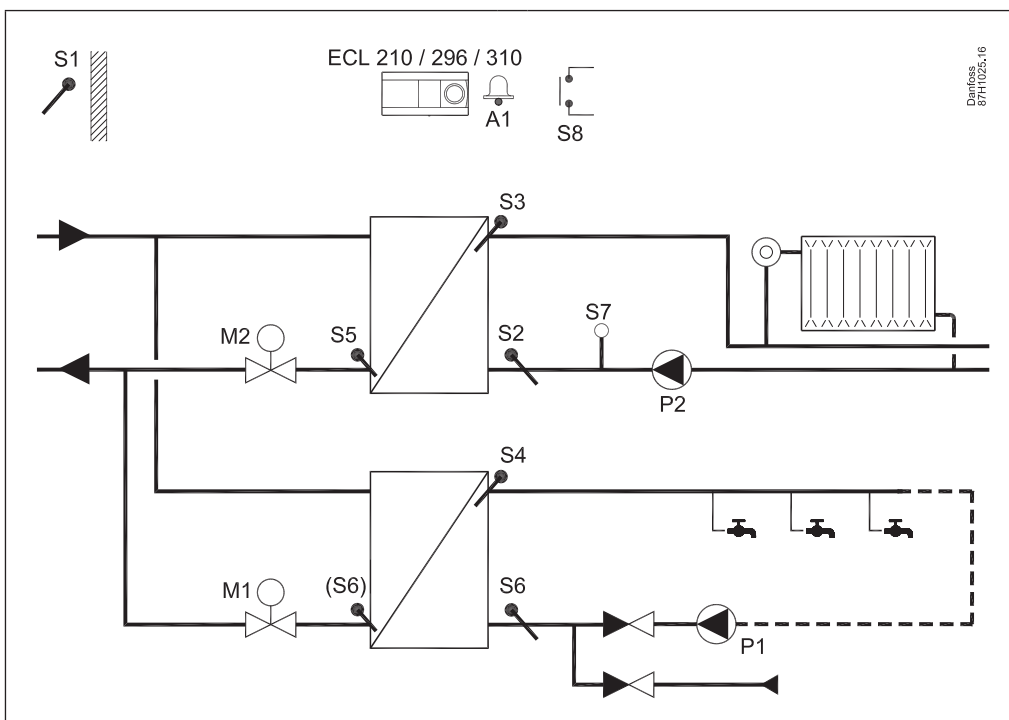 S1
ECL 210 / 296 / 310
A1
S8
Danfoss
87H1025.16
S3
S7
M2
S5
S2
P2
S4
M1
(S6)
S6
P1